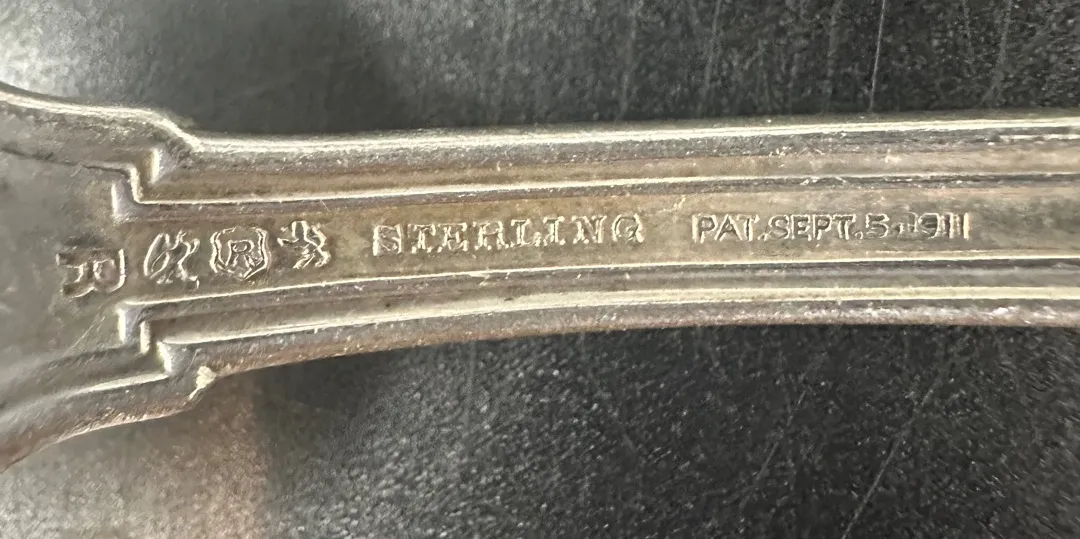 R R STERLING PAT. SEPT. 5. 1911